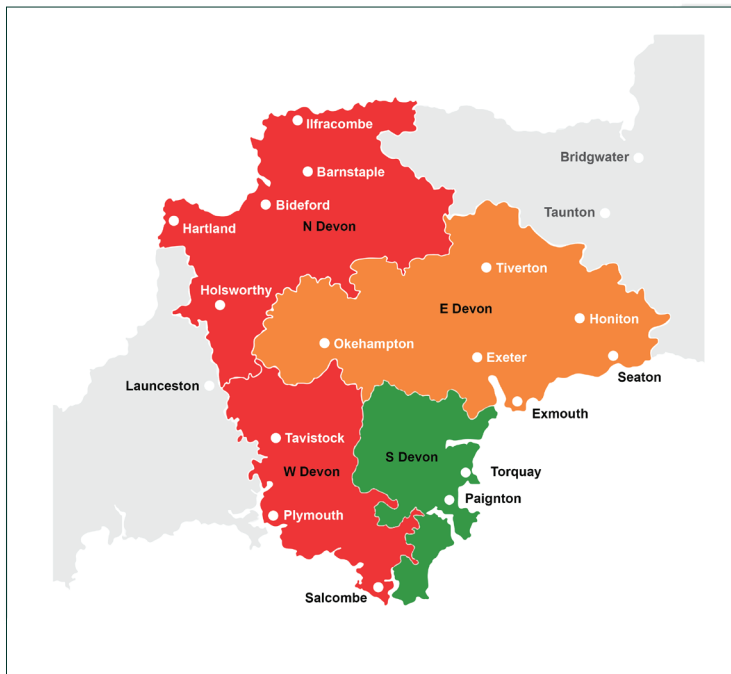 Ilfracombe
Bridgwater
Barnstaple
Bideford
Taunton
Hartland
N Devon
Tiverton
Holsworthy
E Devon
Honiton
Okehampton
Exeter
Seaton
Launceston
Exmouth
Tavistock
S Devon
W Devon
Torquay
Paignton
Plymouth
Salcombe